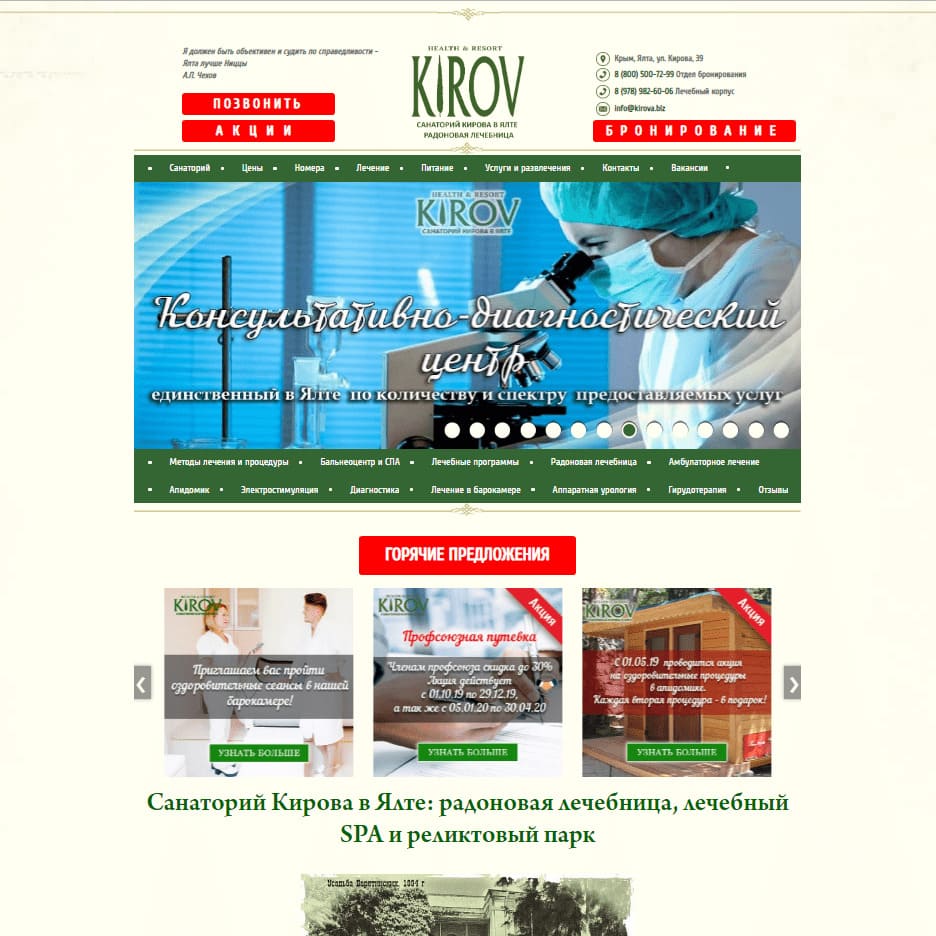 Я должен быть объективен и судить по справедливости -
Ялта лучше Ниццы
А.П. Чехов
ПОЗВОНИТЬ
АКЦИИ
HEALTH & RESORT
KIROV
САНАТОРИЙ КИРОВА В ЯЛТЕ
РАДОНОВАЯ ЛЕЧЕБНИЦА
Крым, Ялта, ул. Кирова, 39
8 (800) 500-72-99 Отдел бронирования
8 (978) 982-60-06 Лечебный корпус
info@kirova.biz
БРОНИРОВАНИЕ
Санаторий Цены Номера Лечение Питание Услуги и развлечения Контакты Вакансии
HEALTH & RESORT
KIROV
САНАТОРИЙ КИРОВА В ЯЛТЕ
Консультативно-диагностический
центр
единственный в Ялте по количеству и спектру предоставляемых услуг
Методы лечения и процедуры Бальнеоцентр и СПА Лечебные программы Радоновая лечебница Амбулаторное лечение
Апидомик Электростимуляция Диагностика Лечение в барокамере Аппаратная урология Гирудотерапия Отзывы
ГОРЯЧИЕ ПРЕДЛОЖЕНИЯ
KIROV
Приглашаем вас пройти
оздоровительные сеансы в нашей
барокамере!
УЗНАТЬ БОЛЬШЕ
KIROV
Акция
Профсоюзная путевка
Членам профсоюза скидка до 30%
Акция действует
с 01.10.19 по 29.12.19,
а так же с 05.01.20 по 30.04.20
УЗНАТЬ БОЛЬШЕ
KIROV
Акция
С 01.05.19 проводится акция
на оздоровительные процедуры
в апидомике.
Каждая вторая процедура - в подарок!
УЗНАТЬ БОЛЬШЕ
Санаторий Кирова в Ялте: радоновая лечебница, лечебный
SPA и реликтовый парк
Усадьба Барятинских. 1904 г